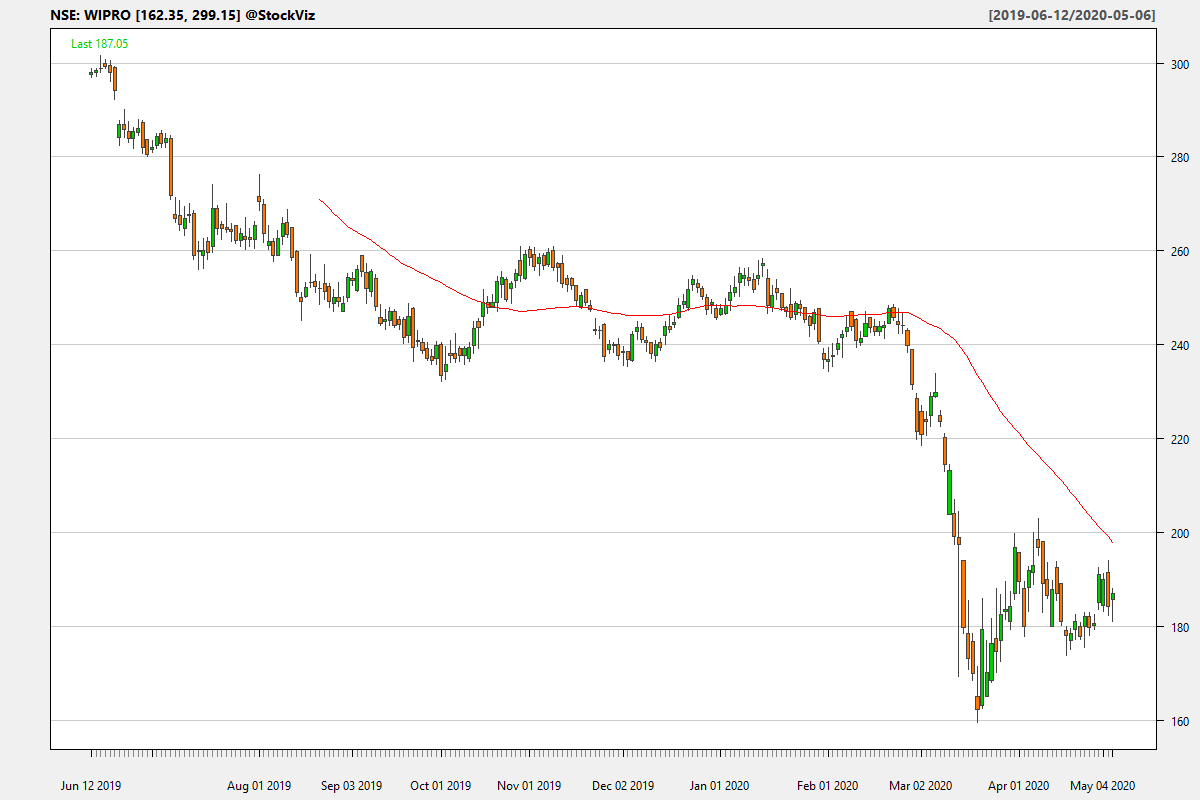 NSE: WIPRO [162.35, 299.15] @StockViz [2019-06-12/2020-05-06]
Last 187.05
300
280
260
240
220
200
180
160
Jun 12 2019 Aug 01 2019 Sep 03 2019 Oct 01 2019 Nov 01 2019 Dec 02 2019 Jan 01 2020 Feb 01 2020 Mar 02 2020 Apr 01 2020 May 04 2020